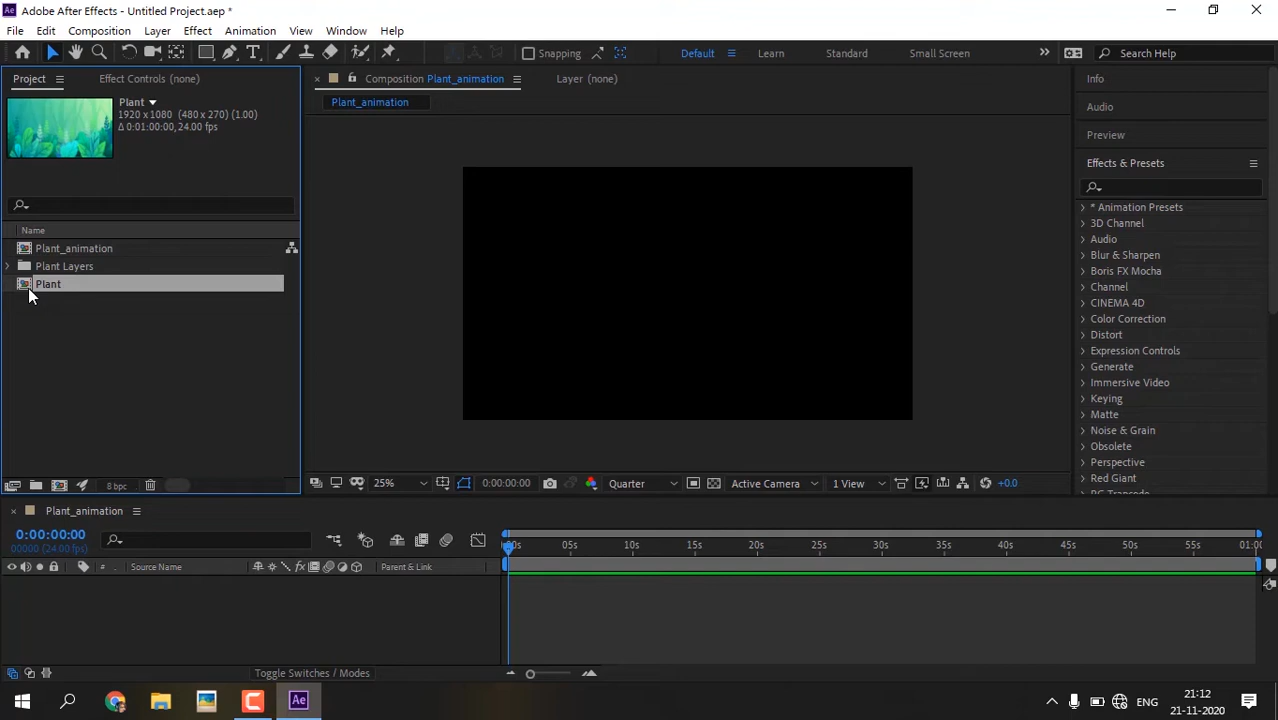 Adobe After Effects - Untitled Project.aep *
File Edit Composition Layer Effect Animation View Window Help
Snapping
Default
Learn
Standard
Small Screen
Search Help
Project
Effect Controls (none)
Plant
1920 x 1080 (480 x 270) (1.00)
Δ 0:01:00:00, 24.00 fps
Name
Plant_animation
Plant Layers
Plant
8 bpc
Composition Plant_animation
Layer (none)
Plant_animation
25%
0:00:00:00
Quarter
Active Camera
1 View
+0.0
Info
Audio
Preview
Effects & Presets
* Animation Presets
3D Channel
Audio
Blur & Sharpen
Boris FX Mocha
Channel
CINEMA 4D
Color Correction
Distort
Expression Controls
Generate
Immersive Video
Keying
Matte
Noise & Grain
Obsolete
Perspective
Red Giant
Plant_animation
0:00:00:00
00000 (24.00 fps)
05s 10s 15s 20s 25s 30s 35s 40s 45s 50s 55s
# . Source Name
Parent & Link
Toggle Switches / Modes
ENG
21:12
21-11-2020